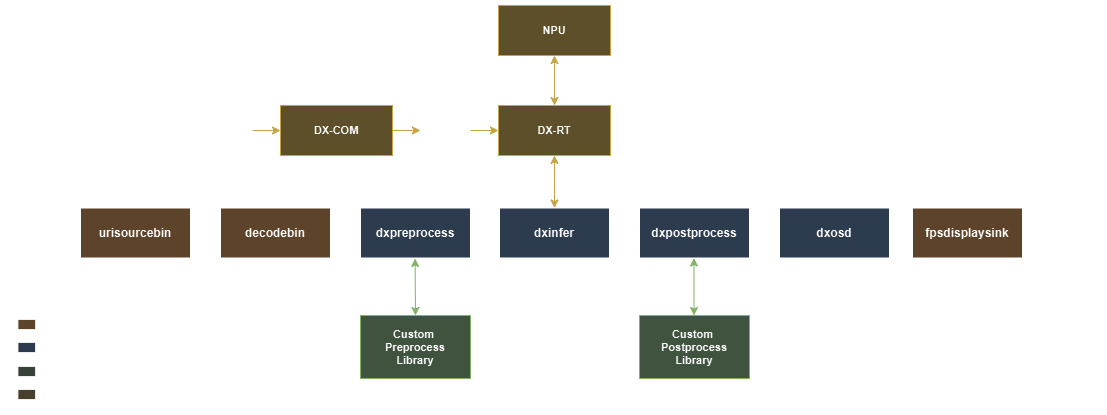 NPU
DX-COM
DX-RT
urisourcebin
decodebin
dxpreprocess
dxinfer
dxpostprocess
dxosd
fpsdisplaysink
Custom
Preprocess
Library
Custom
Postprocess
Library